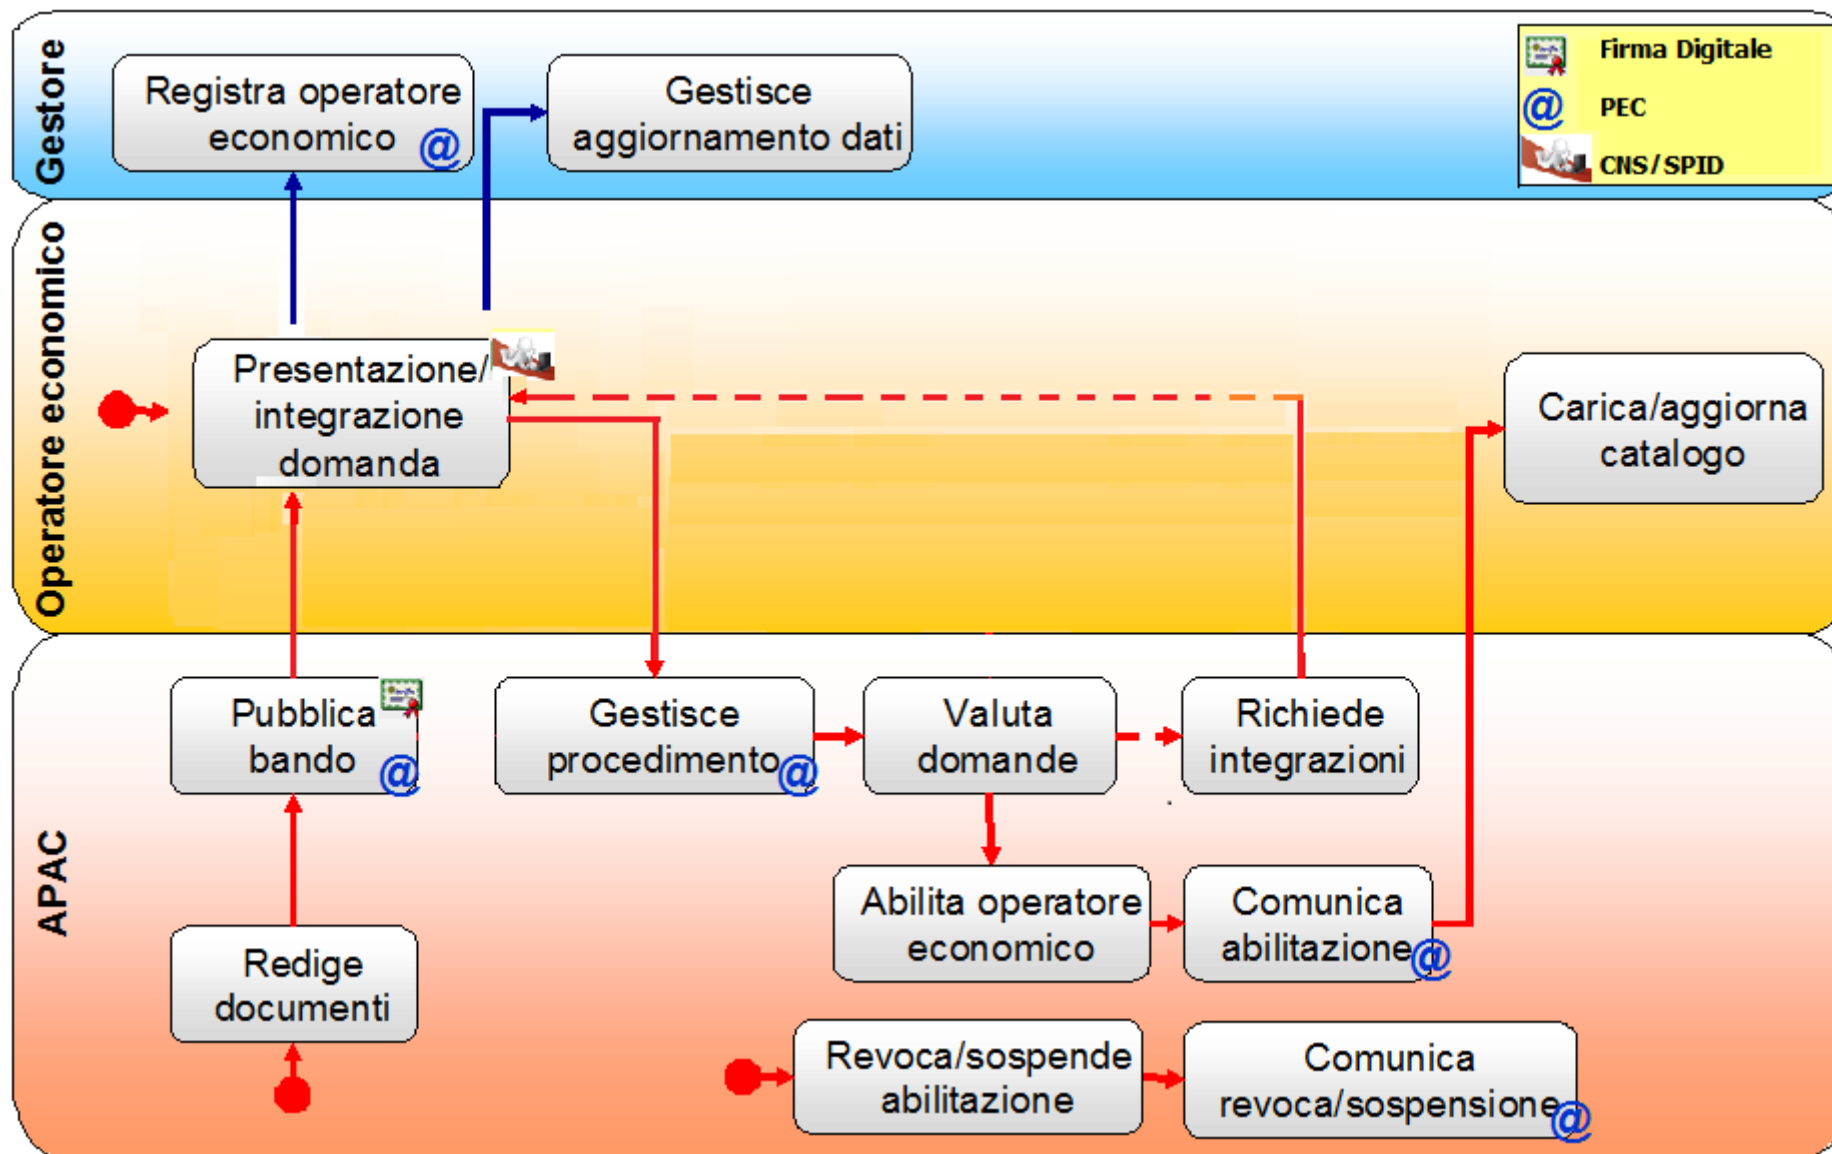 Gestore
Registra operatore
economico
@
Gestisce
aggiornamento dati
Firma Digitale
@
PEC
CNS/SPID
Operatore economico
Presentazione/
integrazione
domanda
Carica/aggiorna
catalogo
APAC
Pubblica
bando
@
Gestisce
procedimento
@
Valuta
domande
Richiede
integrazioni
Abilita operatore
economico
Comunica
abilitazione
@
Redige
documenti
Revoca/sospende
abilitazione
Comunica
revoca/sospensione
@